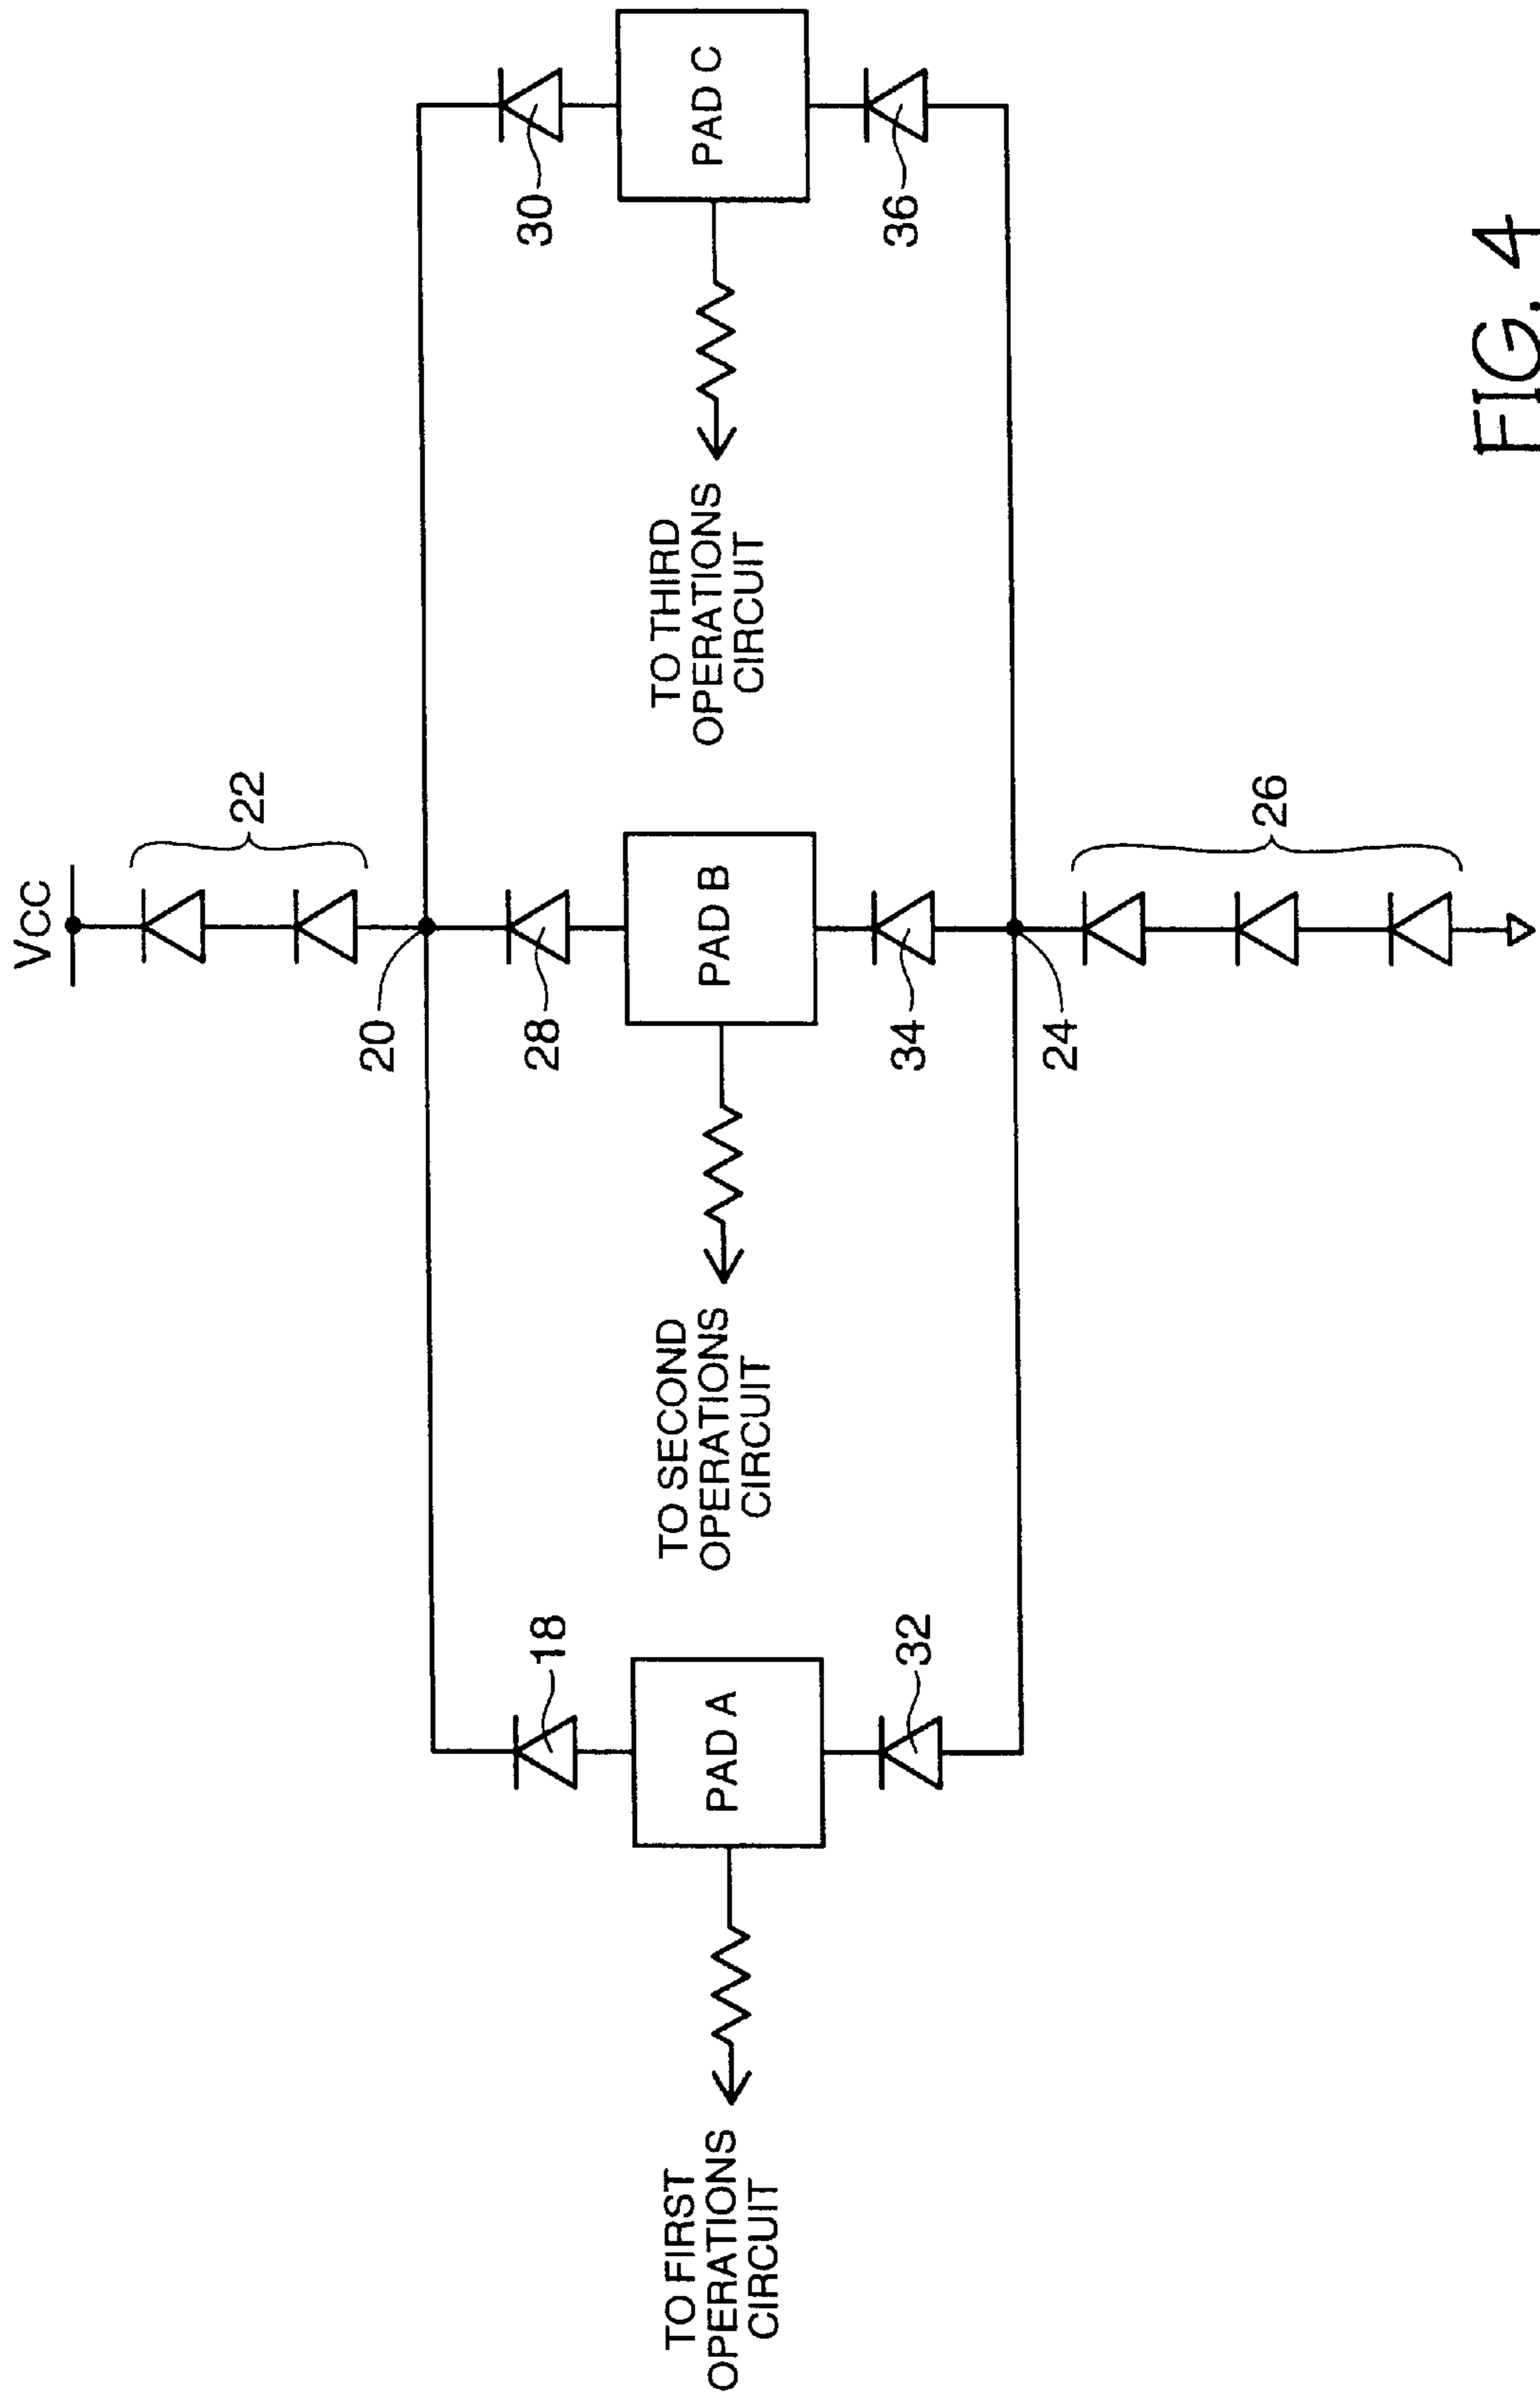 VCC
22
20
18
28
30
PAD A
PAD B
PAD C
TO FIRST
OPERATIONS
CIRCUIT
TO SECOND
OPERATIONS
CIRCUIT
TO THIRD
OPERATIONS
CIRCUIT
32
34
36
24
26
FIG. 4